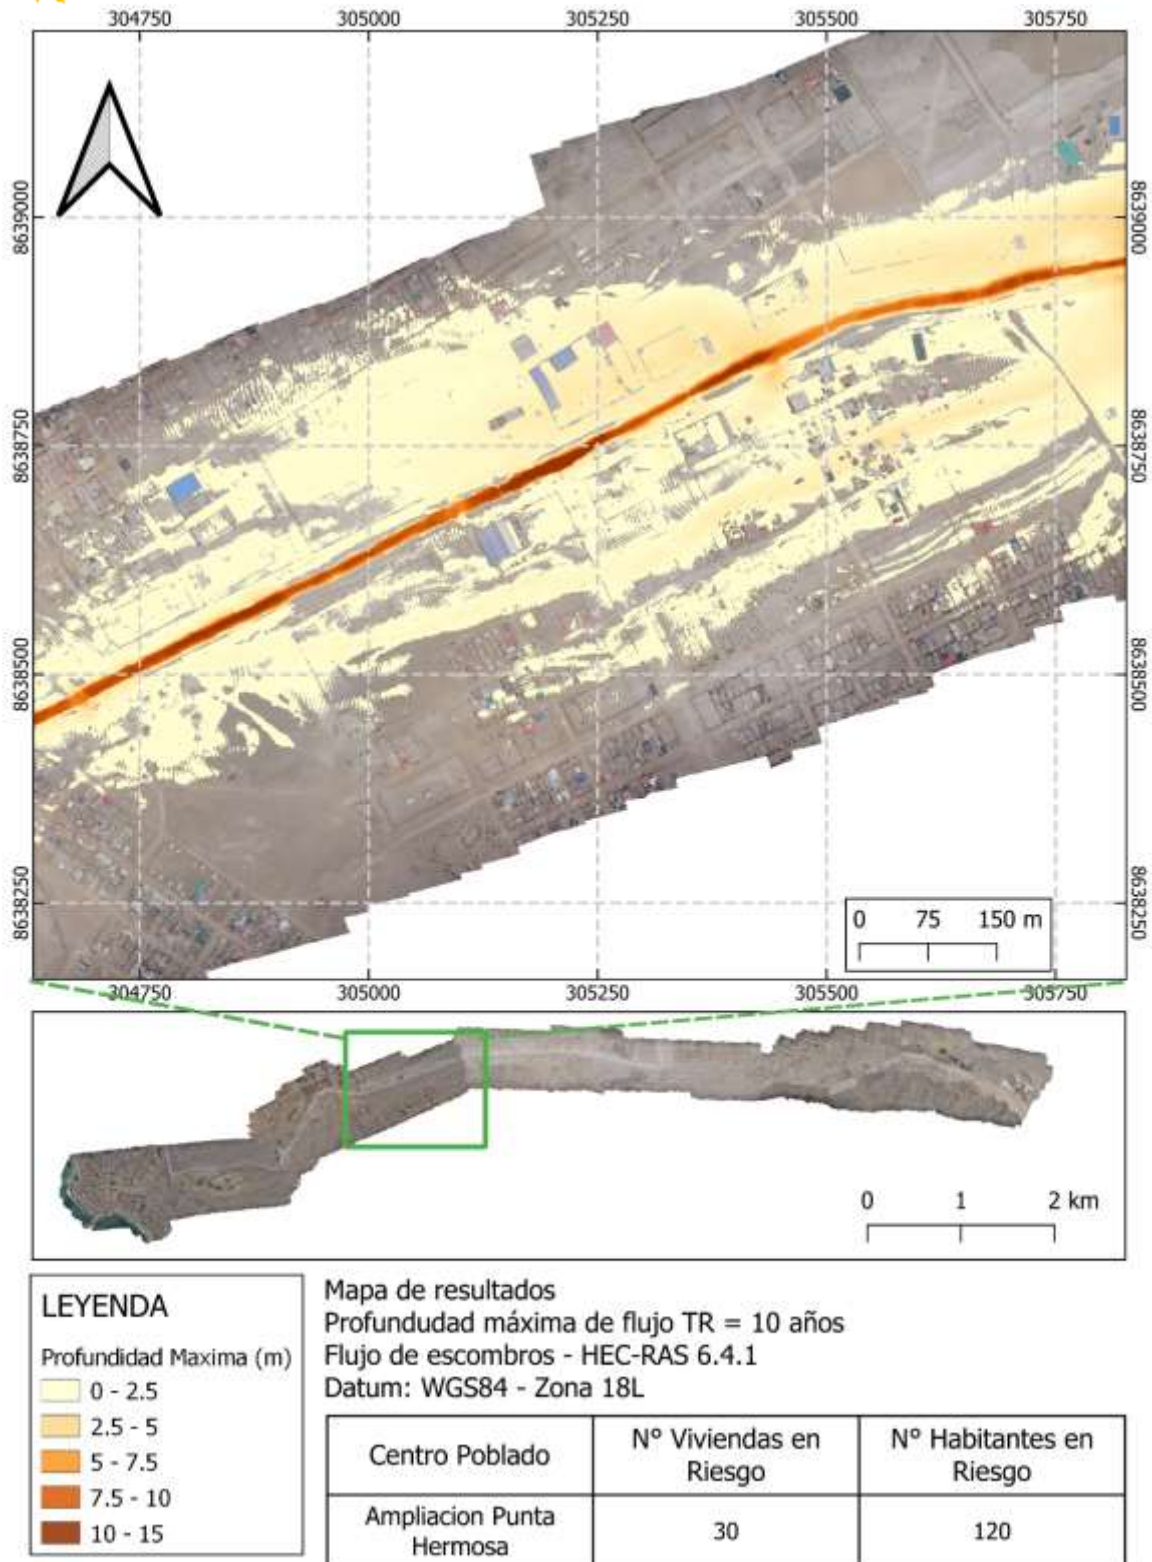 304750 305000 305250 305500 305750
8639000 8639000
8638750 8638750
8638500 8638500
8638250 8638250
0 75 150 m
304750 305000 305250 305500 305750
0 1 2 km
LEYENDA
Profundidad Maxima (m)
0 - 2.5
2.5 - 5
5 - 7.5
7.5 - 10
10 - 15
Mapa de resultados
Profundudad máxima de flujo TR = 10 años
Flujo de escombros - HEC-RAS 6.4.1
Datum: WGS84 - Zona 18L
Centro Poblado
N° Viviendas en
Riesgo
N° Habitantes en
Riesgo
Ampliacion Punta
Hermosa
30
120